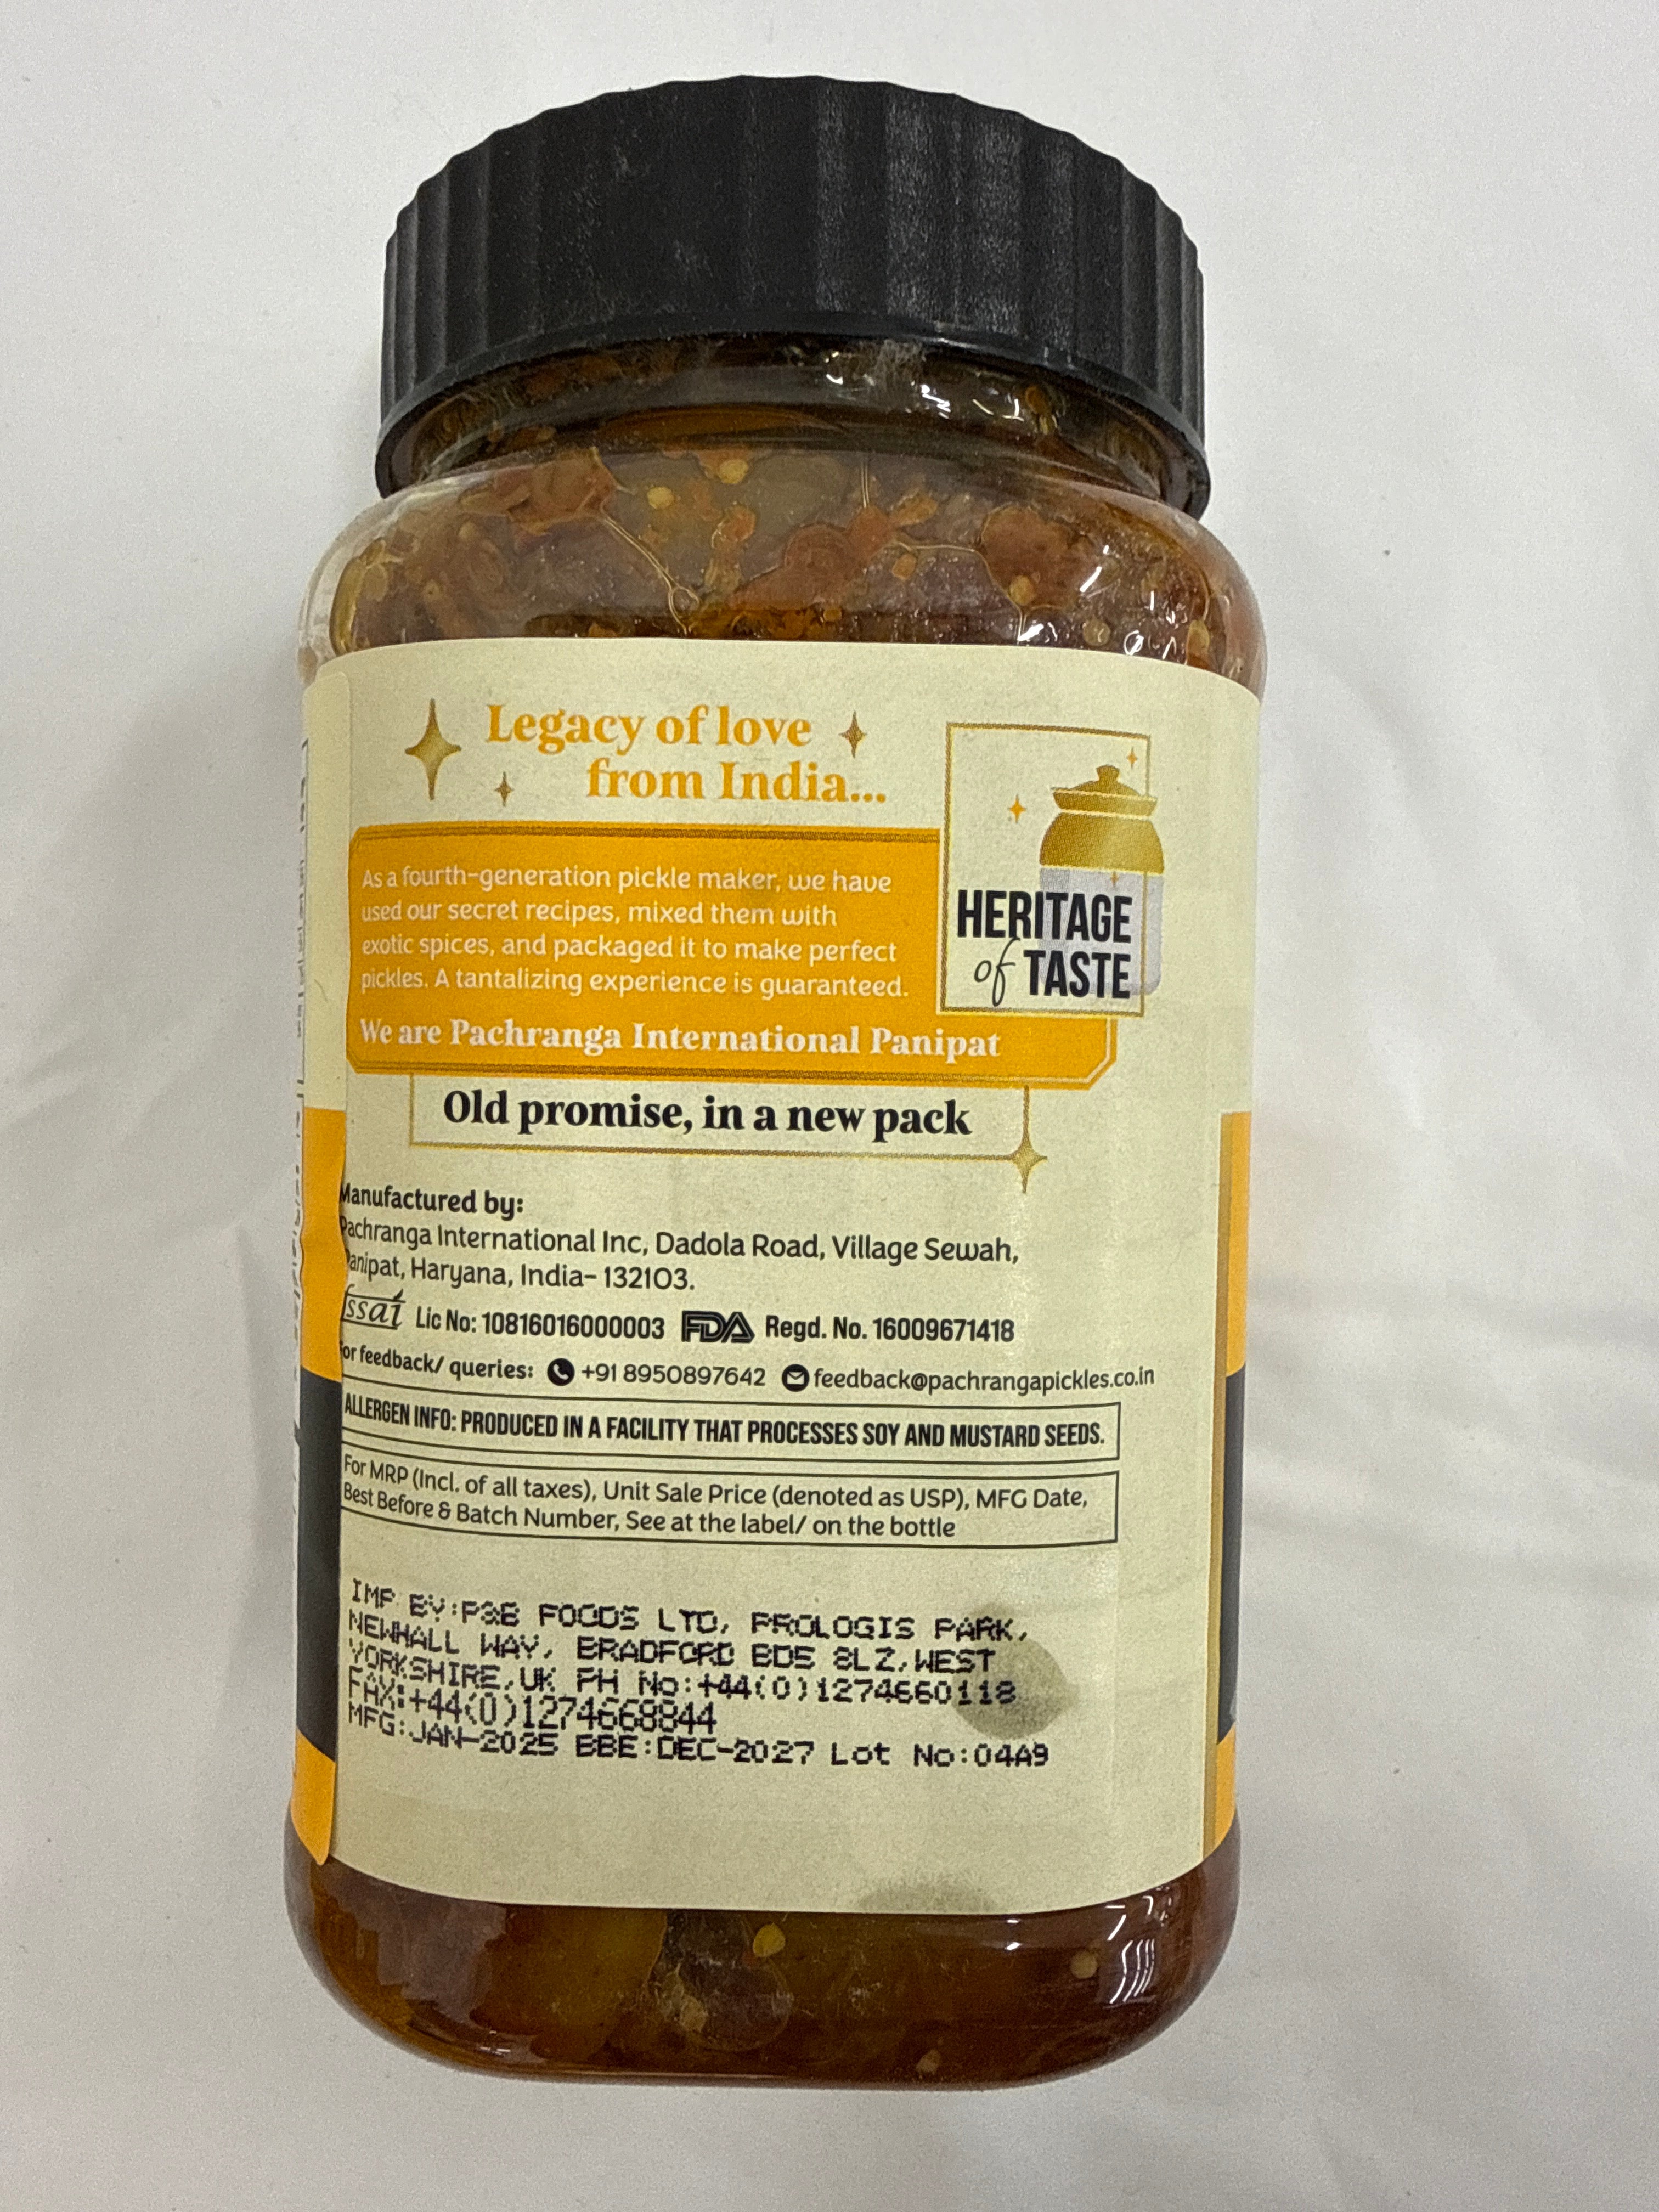 Legacy of love
from India...
As a fourth-generation pickle maker, we have
used our secret recipes, mixed them with
exotic spices, and packaged it to make perfect
pickles. A tantalizing experience is guaranteed.
We are Pachranga International Panipat
HERITAGE
of TASTE
Old promise, in a new pack
Manufactured by:
Pachranga International Inc, Dadola Road, Village Sewah,
Panipat, Haryana, India- 132103.
fssai Lic No: 10816016000003 FDA Regd. No. 16009671418
For feedback/ queries: +91 8950897642 feedback@pachrangapickles.co.in
ALLERGEN INFO: PRODUCED IN A FACILITY THAT PROCESSES SOY AND MUSTARD SEEDS.
For MRP (Incl. of all taxes), Unit Sale Price (denoted as USP), MFG Date,
Best Before & Batch Number, See at the label/ on the bottle
IMP BY:P&B FOODS LTD, PROLOGIS PARK,
NEWHALL WAY, BRADFORD BD5 8LZ,WEST
YORKSHIRE,UK PH No:+44(0)1274660118
FAX:+44(0)1274668844
MFG:JAN-2025 BBE:DEC-2027 Lot No:04A9